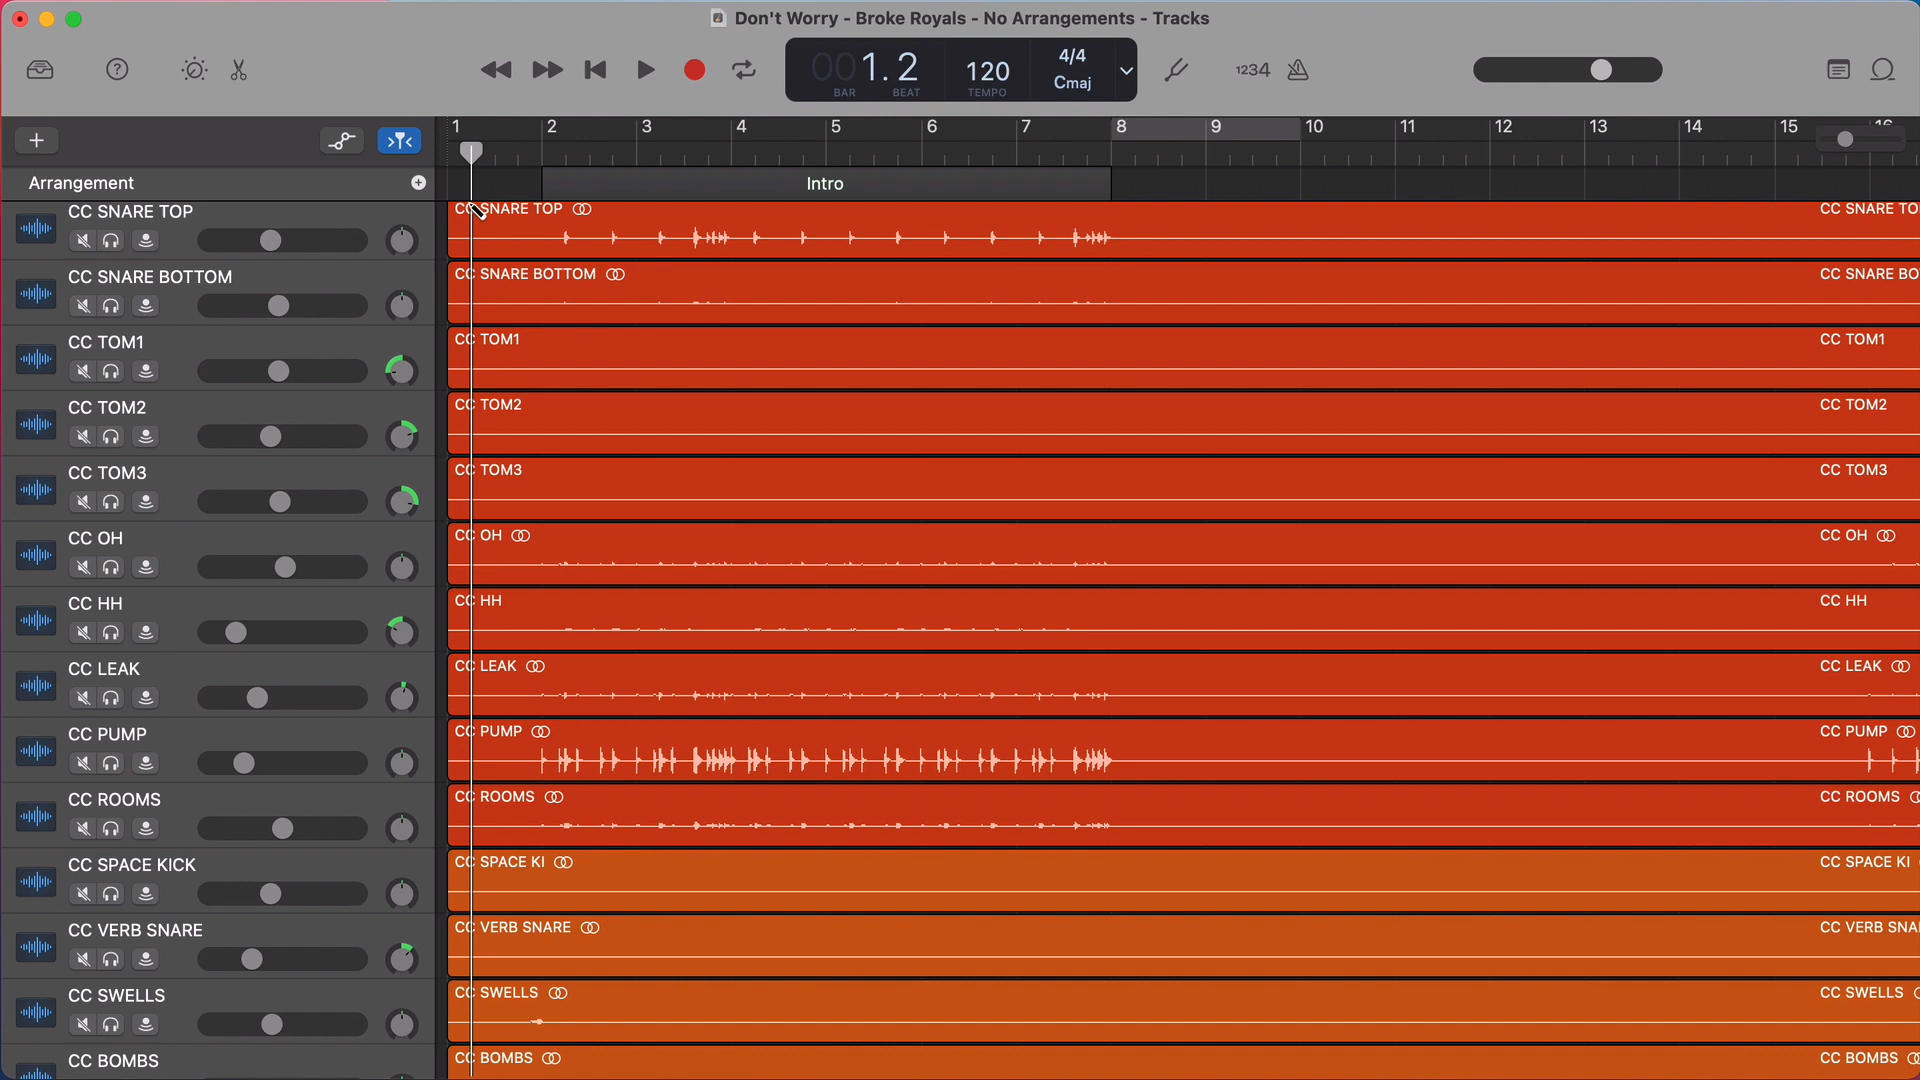 Don't Worry - Broke Royals - No Arrangements - Tracks
001.2
BAR BEAT
120
TEMPO
4/4
Cmaj
1234
1 2 3 4 5 6 7 8 9 10 11 12 13 14 15 16
Arrangement
Intro
CC SNARE TOP
CC SNARE TOP
CC SNARE TO
CC SNARE BOTTOM
CC SNARE BOTTOM
CC SNARE BO
CC TOM1
CC TOM1
CC TOM1
CC TOM2
CC TOM2
CC TOM2
CC TOM3
CC TOM3
CC TOM3
CC OH
CC OH
CC OH
CC HH
CC HH
CC HH
CC LEAK
CC LEAK
CC LEAK
CC PUMP
CC PUMP
CC PUMP
CC ROOMS
CC ROOMS
CC ROOMS
CC SPACE KICK
CC SPACE KI
CC SPACE KI
CC VERB SNARE
CC VERB SNARE
CC VERB SNA
CC SWELLS
CC SWELLS
CC SWELLS
CC BOMBS
CC BOMBS
CC BOMBS